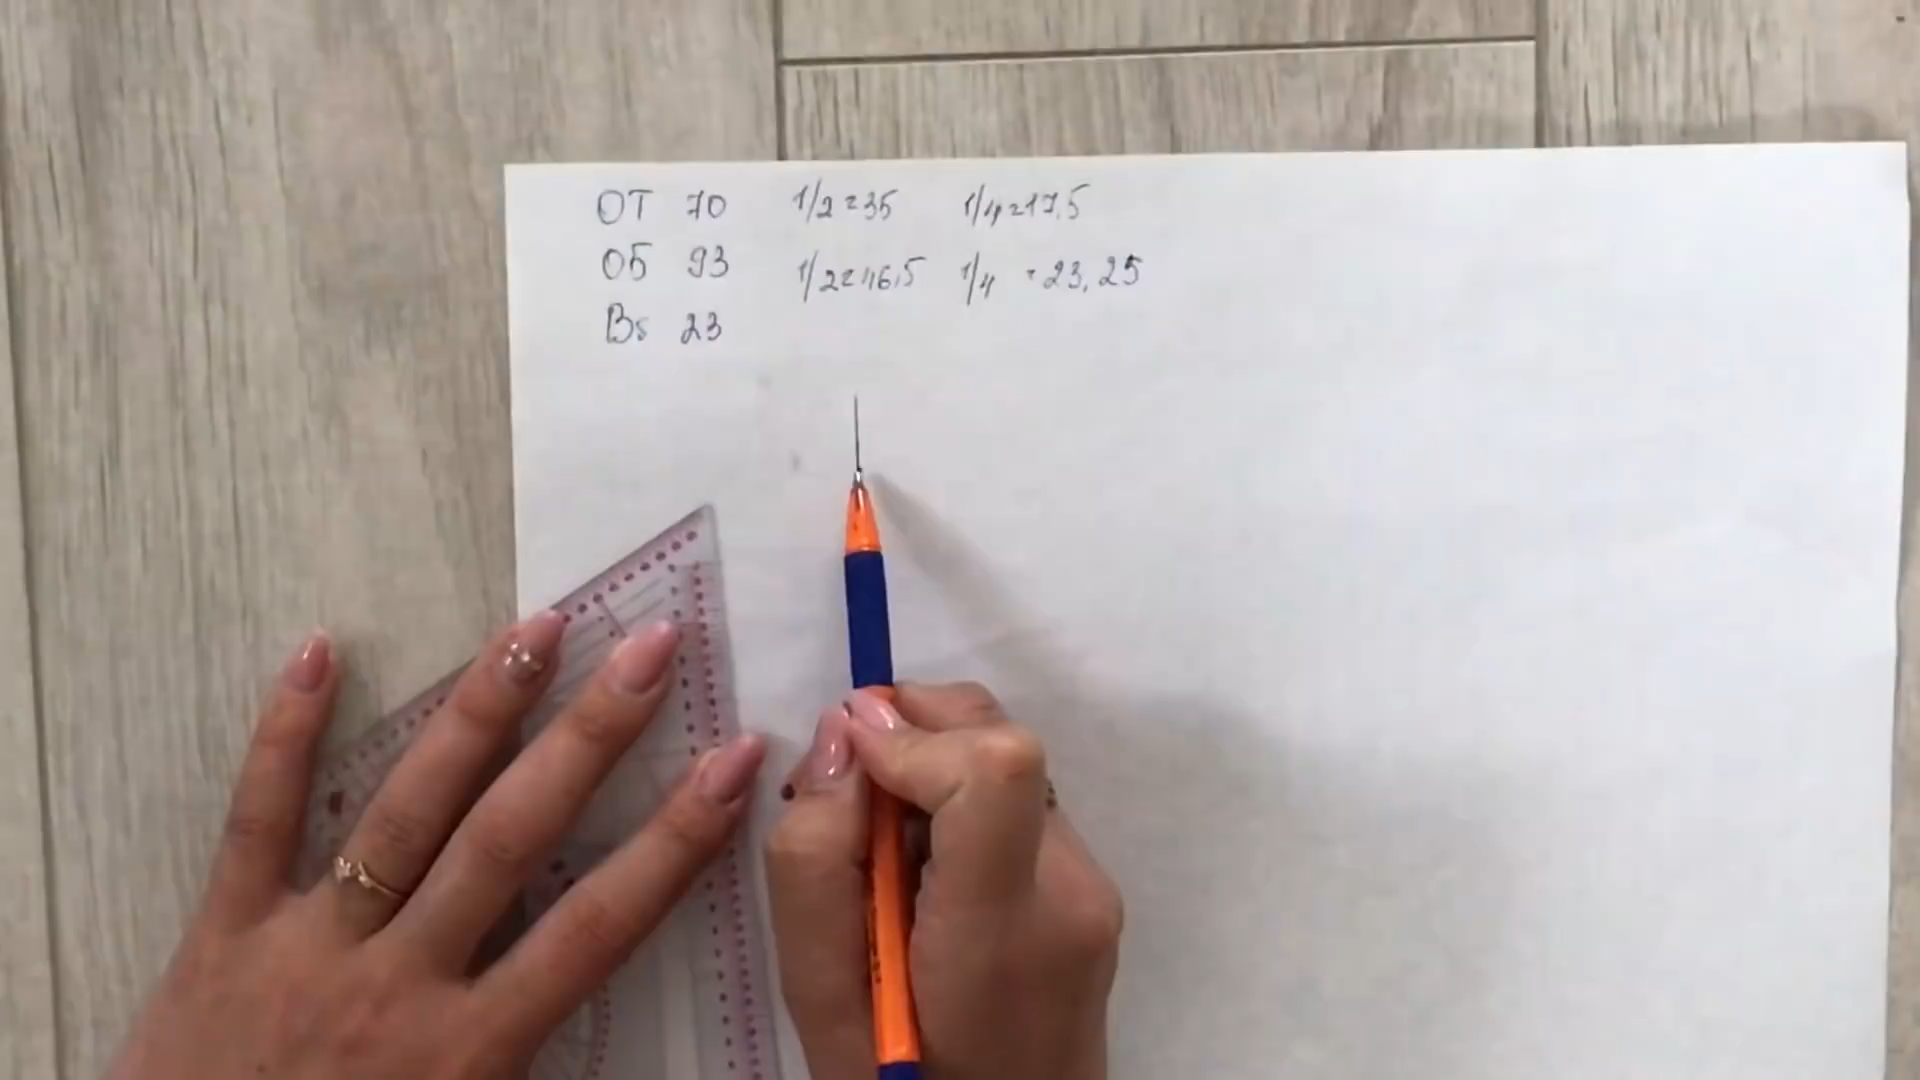 ОТ 70 1/2=35 1/4=17,5
ОБ 93 1/2=46,5 1/4 = 23,25
Вб 23